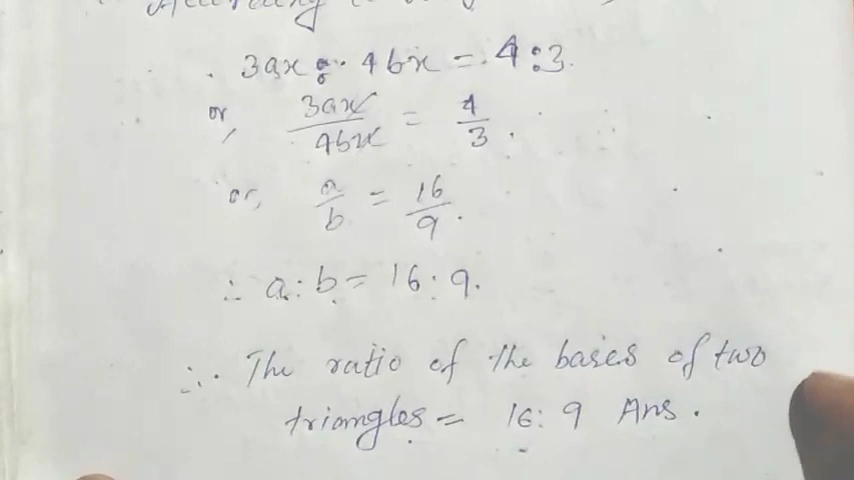 3ax : 4bx = 4:3.
or, 3ax/4bx = 4/3.
or, a/b = 16/9.
∴ a:b = 16:9.
∴ The ratio of the bases of two
triangles = 16:9 Ans.